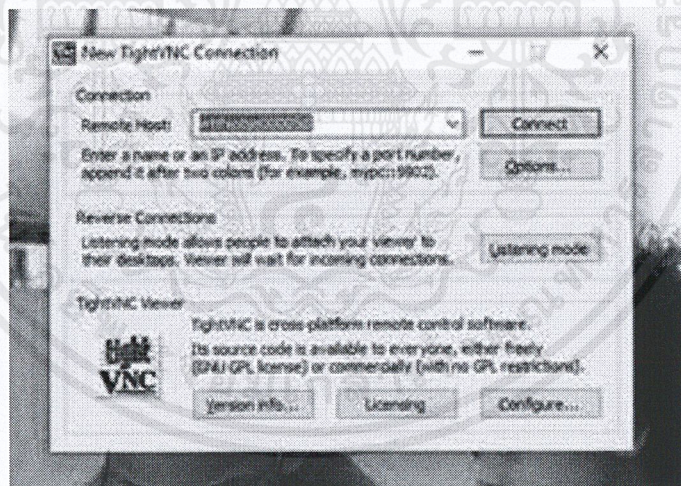 New TightVNC Connection
Connection
Remote Host:
Connect
Enter a name or an IP address. To specify a port number,
append it after two colons (for example, mypc::5902).
Options...
Reverse Connections
Listening mode allows people to attach your viewer to
their desktops. Viewer will wait for incoming connections.
Listening mode
TightVNC Viewer
TightVNC is cross-platform remote control software.
Its source code is available to everyone, either freely
(GNU GPL license) or commercially (with no GPL restrictions).
tight
VNC
Version info...
Licensing
Configure...